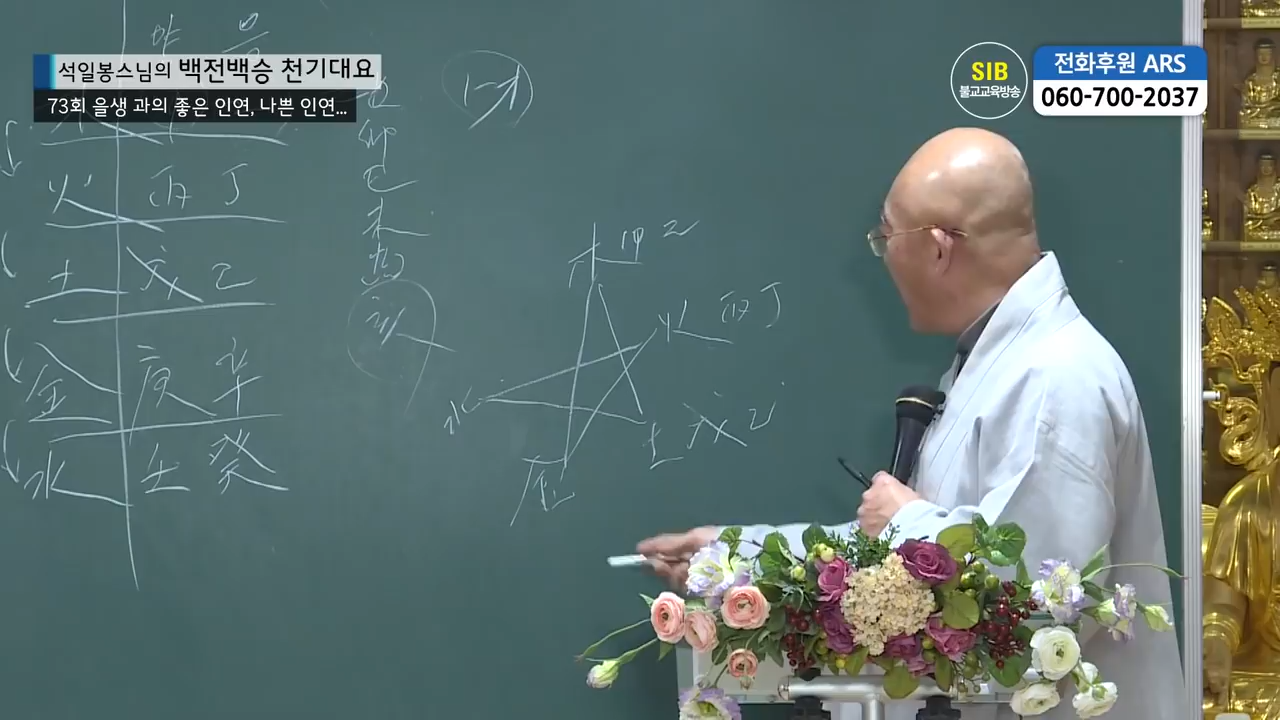 석일봉스님의 백전백승 천기대요
73회 을생 과의 좋은 인연, 나쁜 인연...
SIB
불교교육방송
전화후원 ARS
060-700-2037
火 丙 丁
土 戊 己
金 庚 辛
水 壬 癸
木 甲 乙
火 丙 丁
土 戊 己
水
金
卯
未